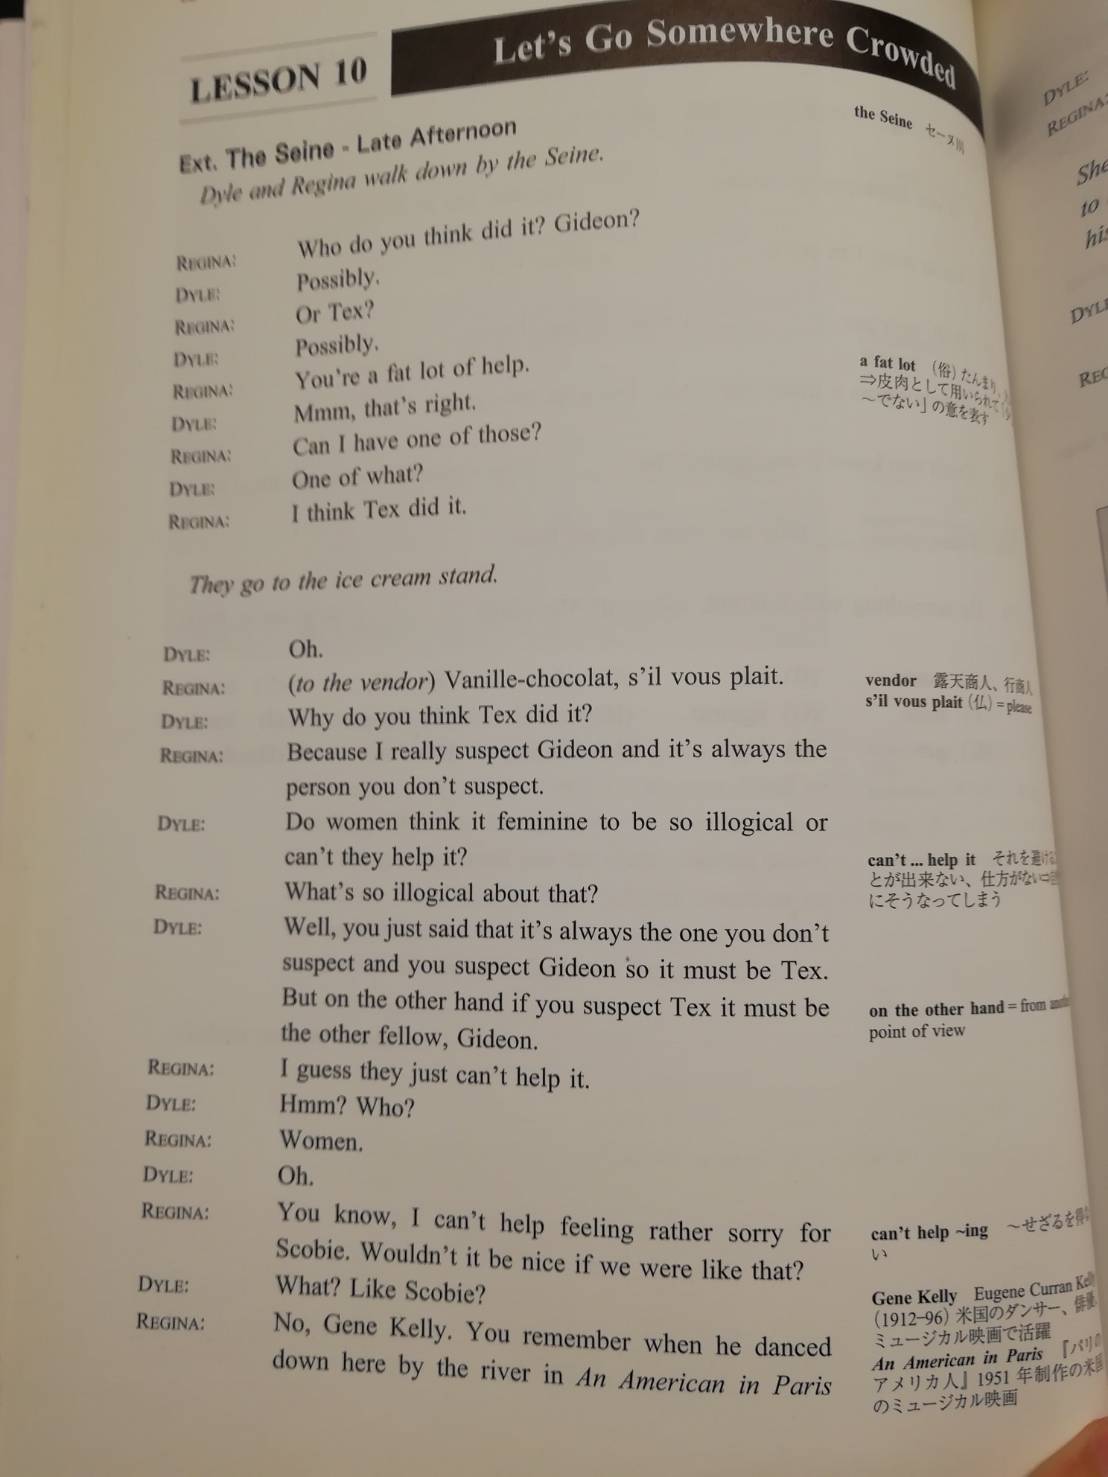 LESSON 10
Let's Go Somewhere Crowded
Ext. The Seine - Late Afternoon
the Seine セーヌ川
Dyle and Regina walk down by the Seine.
REGINA: Who do you think did it? Gideon?
DYLE: Possibly.
REGINA: Or Tex?
DYLE: Possibly.
REGINA: You're a fat lot of help.
a fat lot （俗）たんまり、
⇒皮肉として用いられて「
～でない」の意を表す
DYLE: Mmm, that's right.
REGINA: Can I have one of those?
DYLE: One of what?
REGINA: I think Tex did it.
They go to the ice cream stand.
DYLE: Oh.
REGINA: (to the vendor) Vanille-chocolat, s'il vous plait.
vendor 露天商人、行商人
s'il vous plait（仏）= please
DYLE: Why do you think Tex did it?
REGINA: Because I really suspect Gideon and it's always the
person you don't suspect.
DYLE: Do women think it feminine to be so illogical or
can't they help it?
can't ... help it それを避ける
とが出来ない、仕方がない⇒
にそうなってしまう
REGINA: What's so illogical about that?
DYLE: Well, you just said that it's always the one you don't
suspect and you suspect Gideon so it must be Tex.
But on the other hand if you suspect Tex it must be
the other fellow, Gideon.
on the other hand = from
point of view
REGINA: I guess they just can't help it.
DYLE: Hmm? Who?
REGINA: Women.
DYLE: Oh.
REGINA: You know, I can't help feeling rather sorry for
Scobie. Wouldn't it be nice if we were like that?
can't help ~ing ～せざるを得な
い
DYLE: What? Like Scobie?
REGINA: No, Gene Kelly. You remember when he danced
down here by the river in An American in Paris
Gene Kelly Eugene Curran Kelly
(1912–96) 米国のダンサー、俳優。
ミュージカル映画で活躍
An American in Paris 『パリの
アメリカ人』1951 年制作の米国
のミュージカル映画
DYLE:
REGINA:
She
to
his